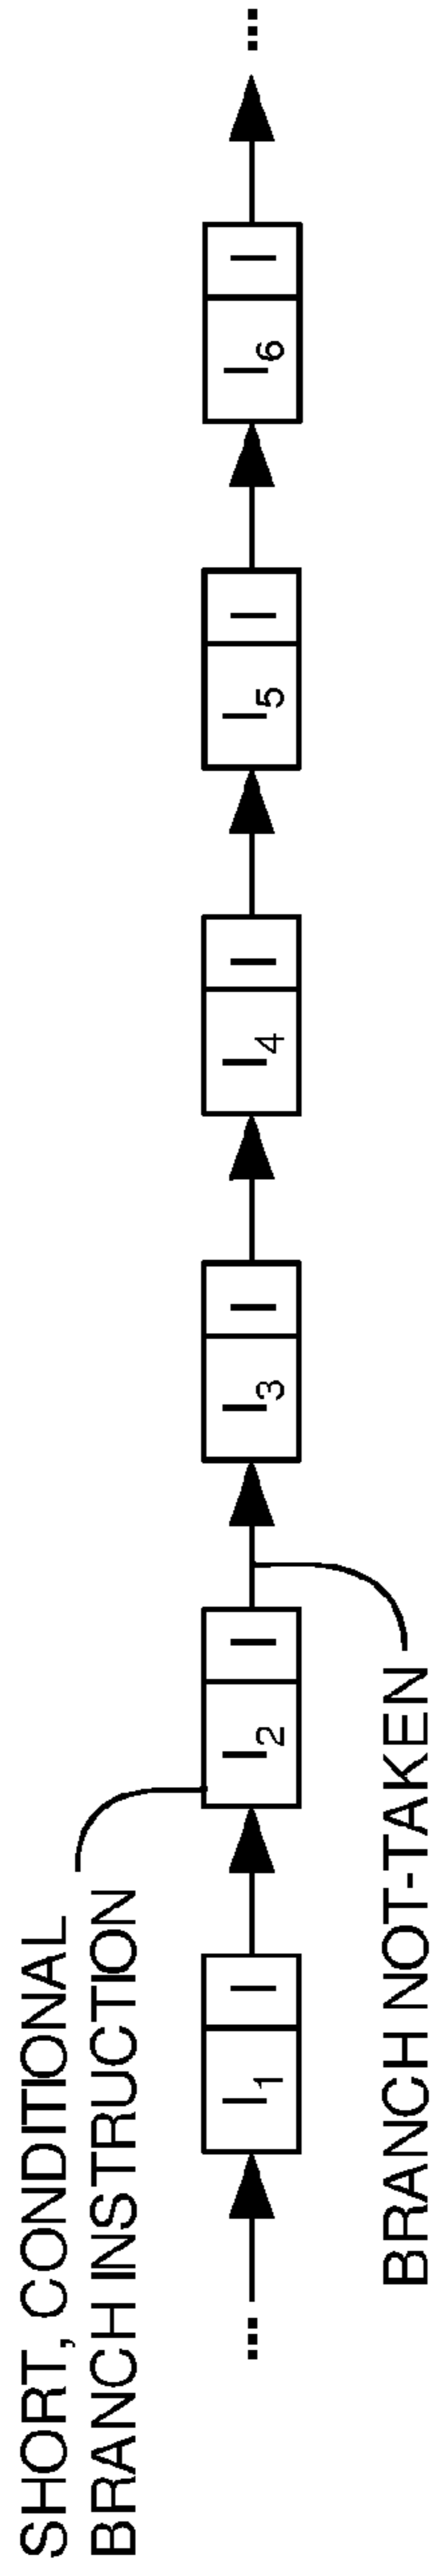 SHORT, CONDITIONAL
BRANCH INSTRUCTION
... I1 I I2 I I3 I I4 I I5 I I6 I ...
BRANCH NOT-TAKEN